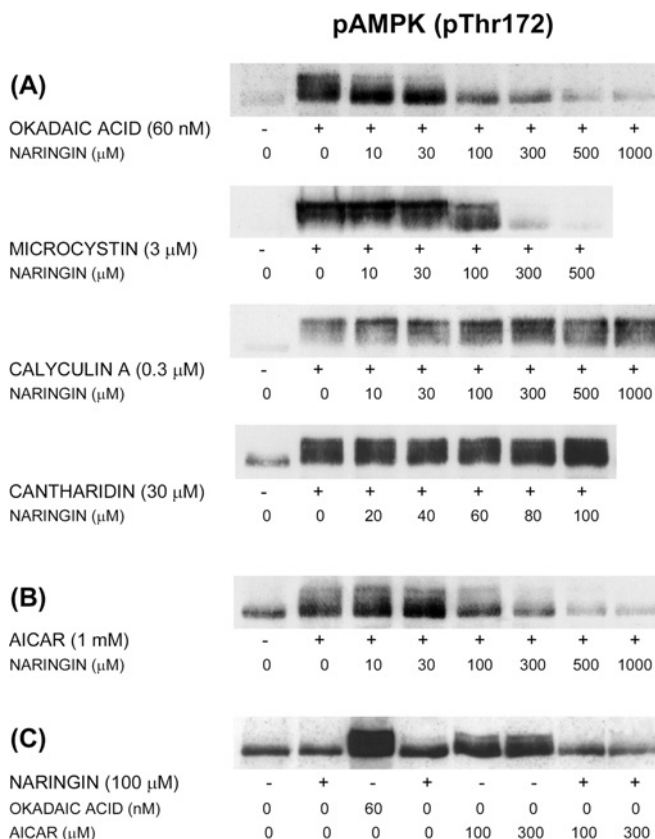 pAMPK (pThr172)
(A)
OKADAIC ACID (60 nM) - + + + + + + +
NARINGIN (μM) 0 0 10 30 100 300 500 1000
MICROCYSTIN (3 μM) - + + + + + +
NARINGIN (μM) 0 0 10 30 100 300 500
CALYCULIN A (0.3 μM) - + + + + + + +
NARINGIN (μM) 0 0 10 30 100 300 500 1000
CANTHARIDIN (30 μM) - + + + + + +
NARINGIN (μM) 0 0 20 40 60 80 100
(B)
AICAR (1 mM) - + + + + + + +
NARINGIN (μM) 0 0 10 30 100 300 500 1000
(C)
NARINGIN (100 μM) - + - + - - + +
OKADAIC ACID (nM) 0 0 60 0 0 0 0 0
AICAR (μM) 0 0 0 0 100 300 100 300